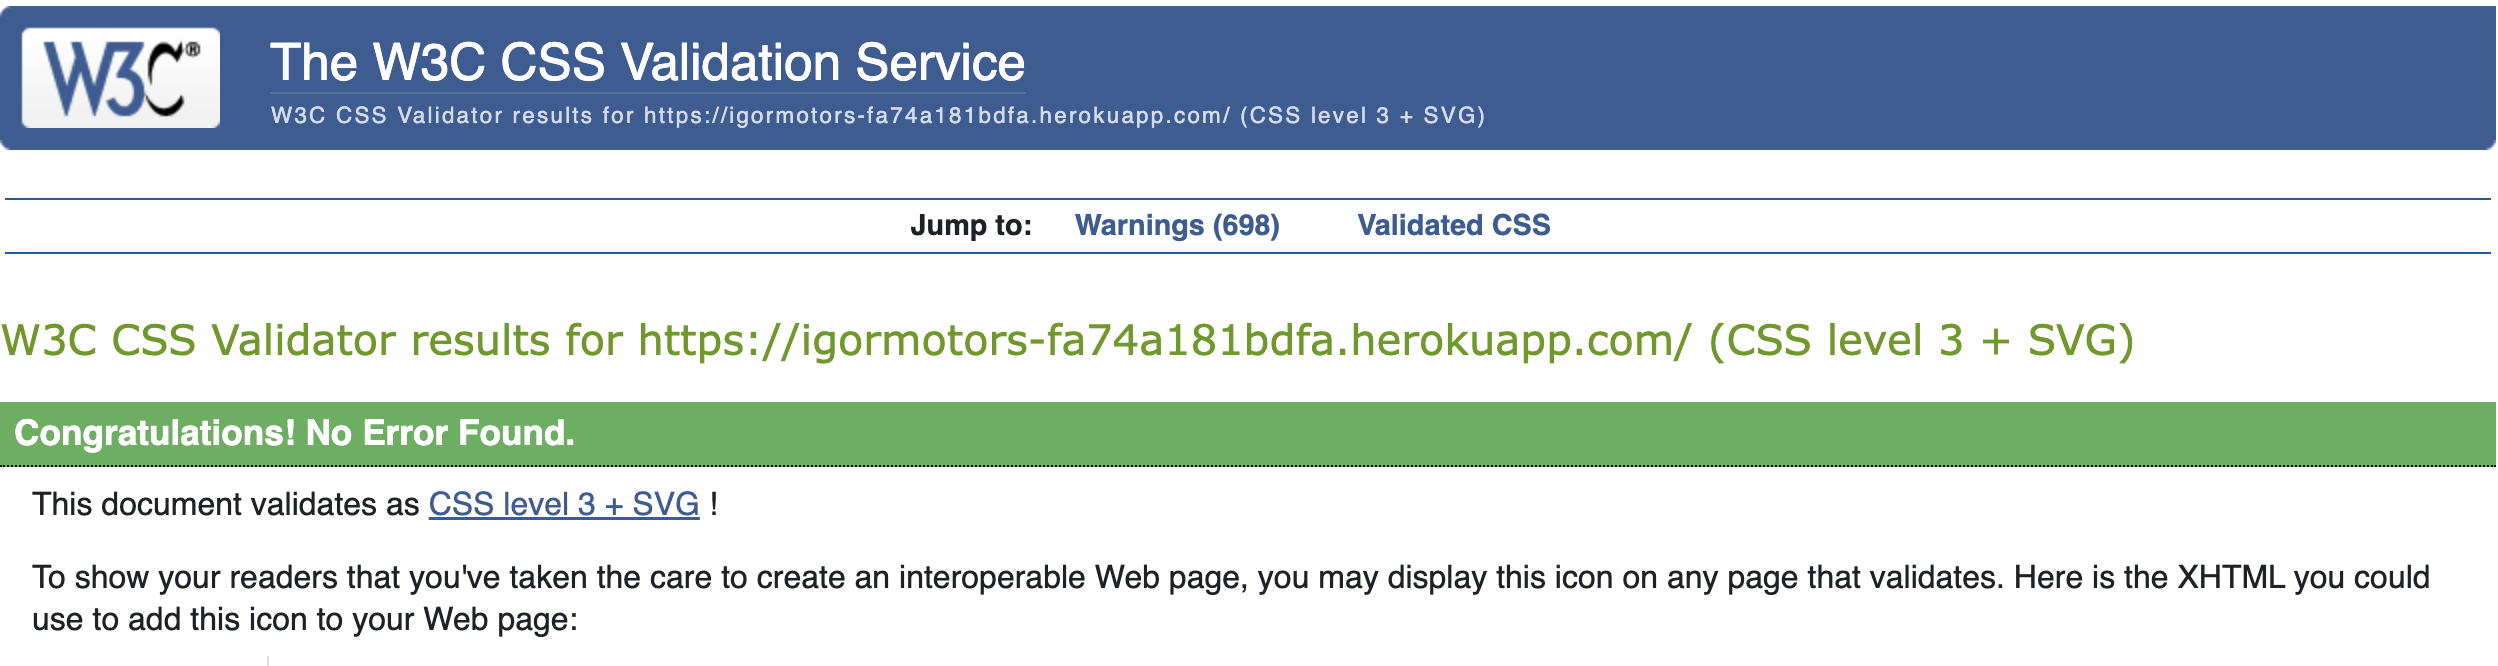 W3C®
The W3C CSS Validation Service
W3C CSS Validator results for https://igormotors-fa74a181bdfa.herokuapp.com/ (CSS level 3 + SVG)
Jump to: Warnings (698) Validated CSS
W3C CSS Validator results for https://igormotors-fa74a181bdfa.herokuapp.com/ (CSS level 3 + SVG)
Congratulations! No Error Found.
This document validates as CSS level 3 + SVG !
To show your readers that you've taken the care to create an interoperable Web page, you may display this icon on any page that validates. Here is the XHTML you could
use to add this icon to your Web page: